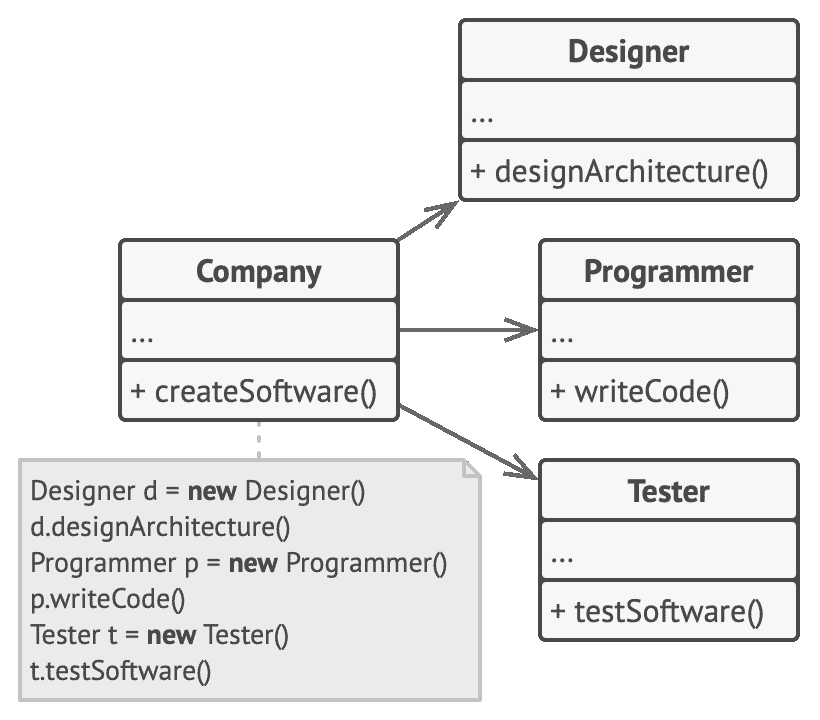 Designer
...
+ designArchitecture()
Company
...
+ createSoftware()
Programmer
...
+ writeCode()
Tester
...
+ testSoftware()
Designer d = new Designer()
d.designArchitecture()
Programmer p = new Programmer()
p.writeCode()
Tester t = new Tester()
t.testSoftware()